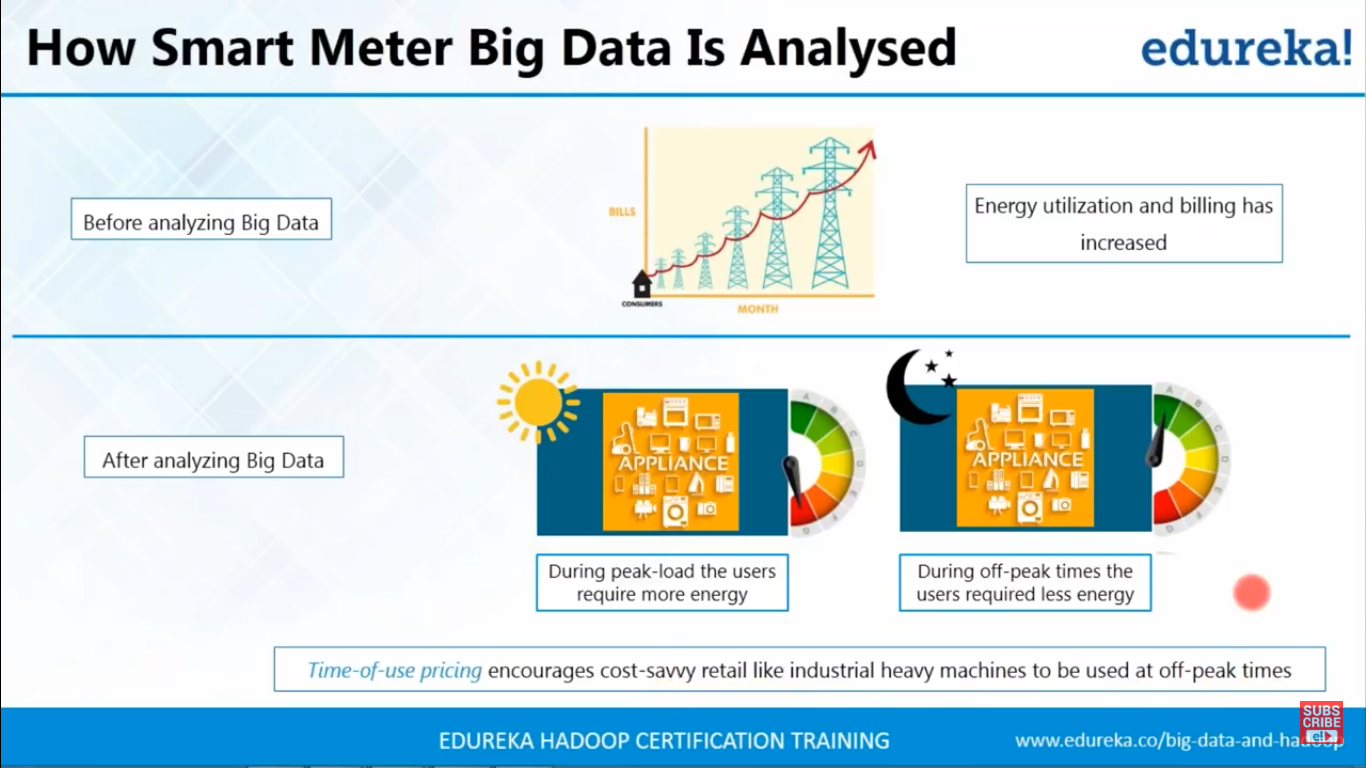 How Smart Meter Big Data Is Analysed
edureka!
Before analyzing Big Data
BILLS
CONSUMERS
MONTH
Energy utilization and billing has
increased
After analyzing Big Data
APPLIANCE
A
B
C
D
E
F
G
APPLIANCE
A
B
C
D
E
F
G
During peak-load the users
require more energy
During off-peak times the
users required less energy
Time-of-use pricing encourages cost-savvy retail like industrial heavy machines to be used at off-peak times
EDUREKA HADOOP CERTIFICATION TRAINING
www.edureka.co/big-data-and-hadoop
SUBS
CRIBE
e!